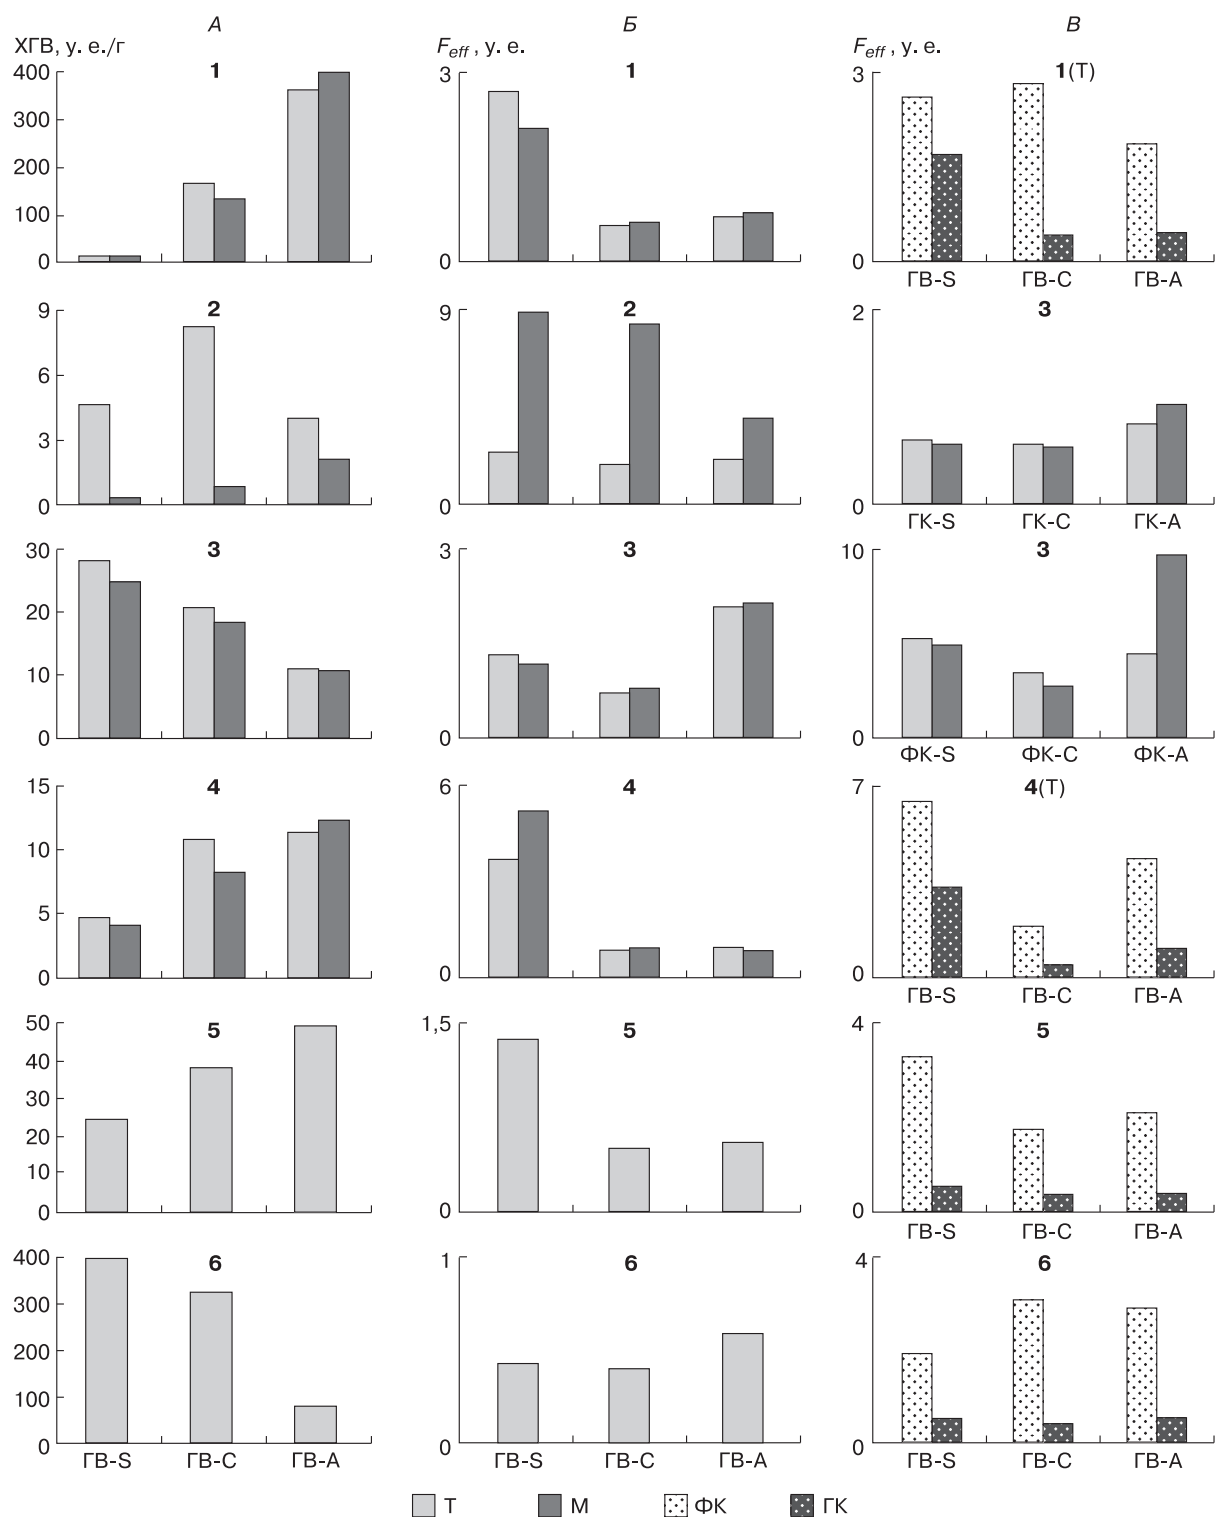 А Б В
ХГВ, у. е./г F_eff, у. е. F_eff, у. е.
1 1 1(Т)
400 3 3
300
200
100
0 0 0
ГВ-S ГВ-С ГВ-А
2 2 3
9 9 2
6
3
0 0 0
ГК-S ГК-С ГК-А
3 3 3
30 3 10
20
10
0 0 0
ФК-S ФК-С ФК-А
4 4 4(Т)
15 6 7
10
5
0 0 0
ГВ-S ГВ-С ГВ-А
5 5 5
50 1,5 4
40
30
20
10
0 0 0
ГВ-S ГВ-С ГВ-А
6 6 6
400 1 4
300
200
100
0 0 0
ГВ-S ГВ-С ГВ-А ГВ-S ГВ-С ГВ-А ГВ-S ГВ-С ГВ-А
Т М ФК ГК